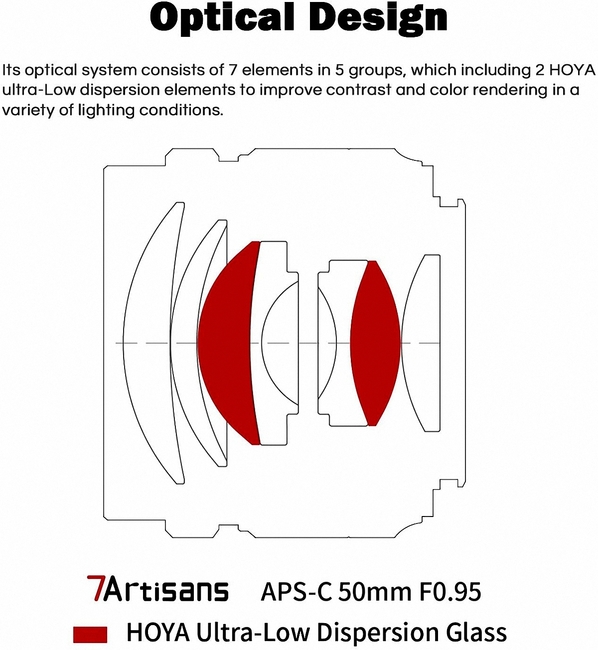 Optical Design
Its optical system consists of 7 elements in 5 groups, which including 2 HOYA
ultra-Low dispersion elements to improve contrast and color rendering in a
variety of lighting conditions.
7Artisans APS-C 50mm F0.95
HOYA Ultra-Low Dispersion Glass